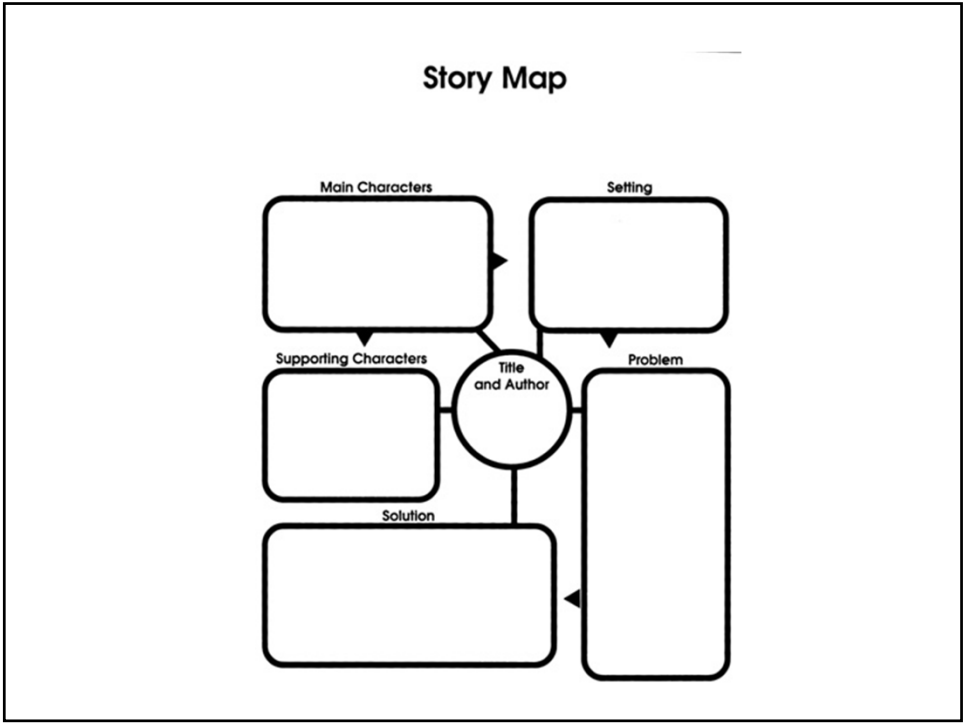 Story Map
Main Characters
Setting
Supporting Characters
Title
and Author
Problem
Solution